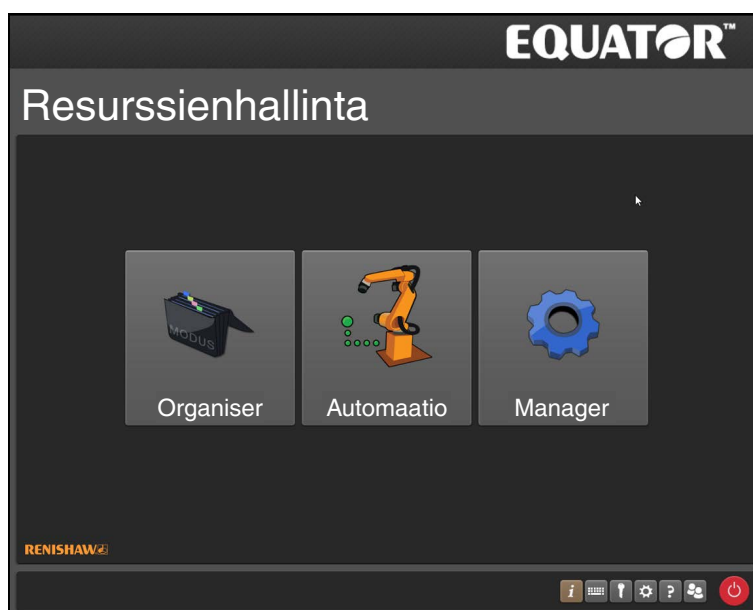 EQUATOR™
Resurssienhallinta
MODUS
Organiser
Automaatio
Manager
RENISHAW
i
?